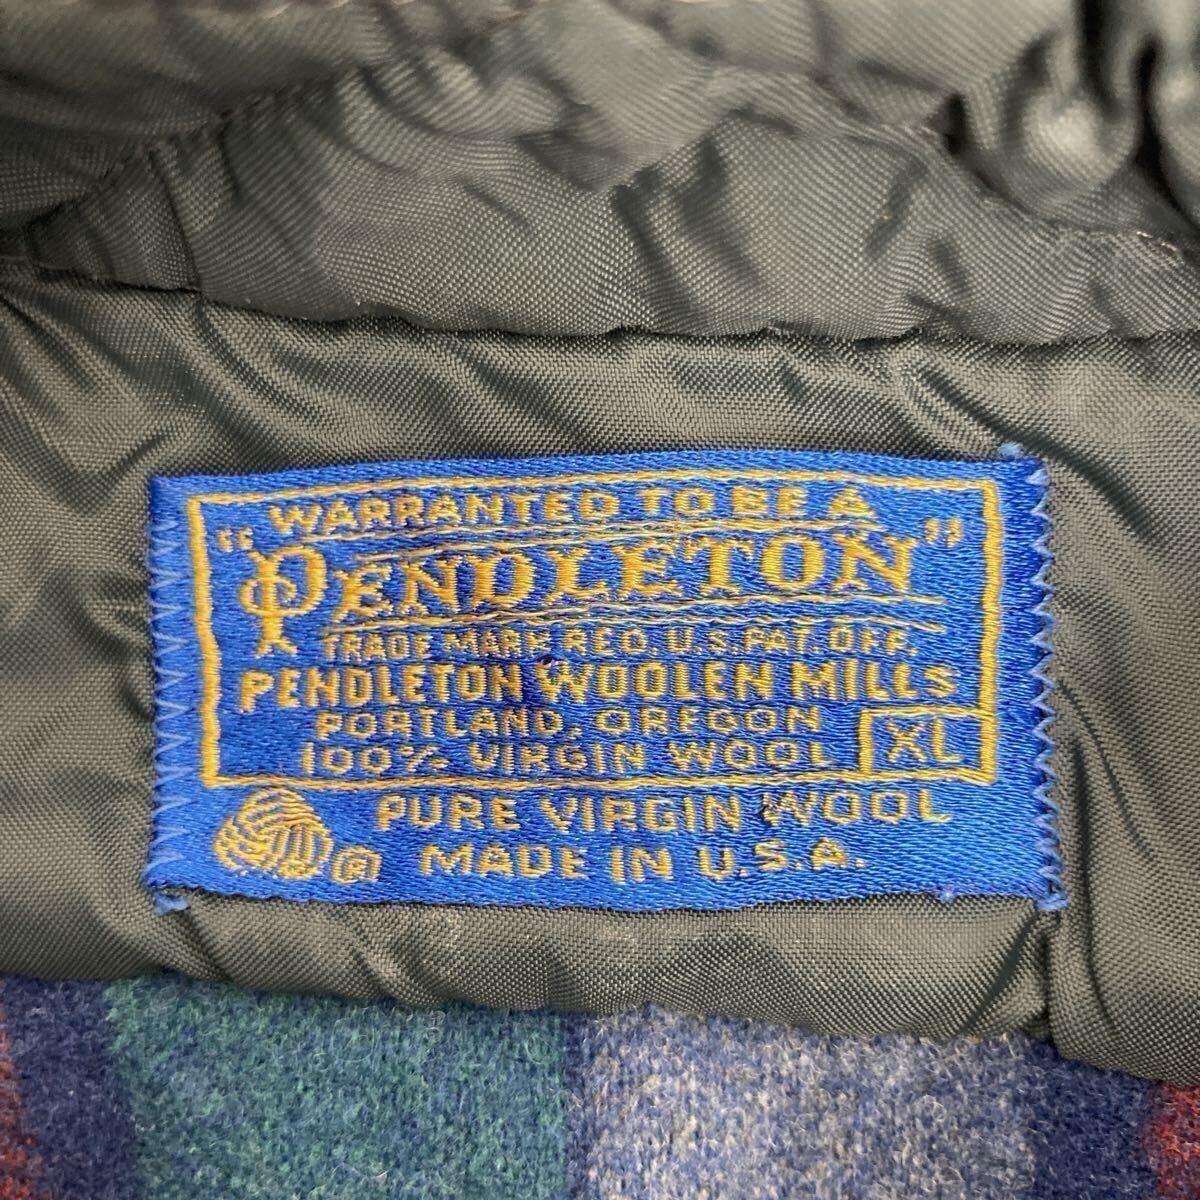 WARRANTED TO BE A
"PENDLETON"
TRADE MARK REG. U.S. PAT. OFF.
PENDLETON WOOLEN MILLS
PORTLAND, OREGON
100% VIRGIN WOOL XL
PURE VIRGIN WOOL
® MADE IN U.S.A.